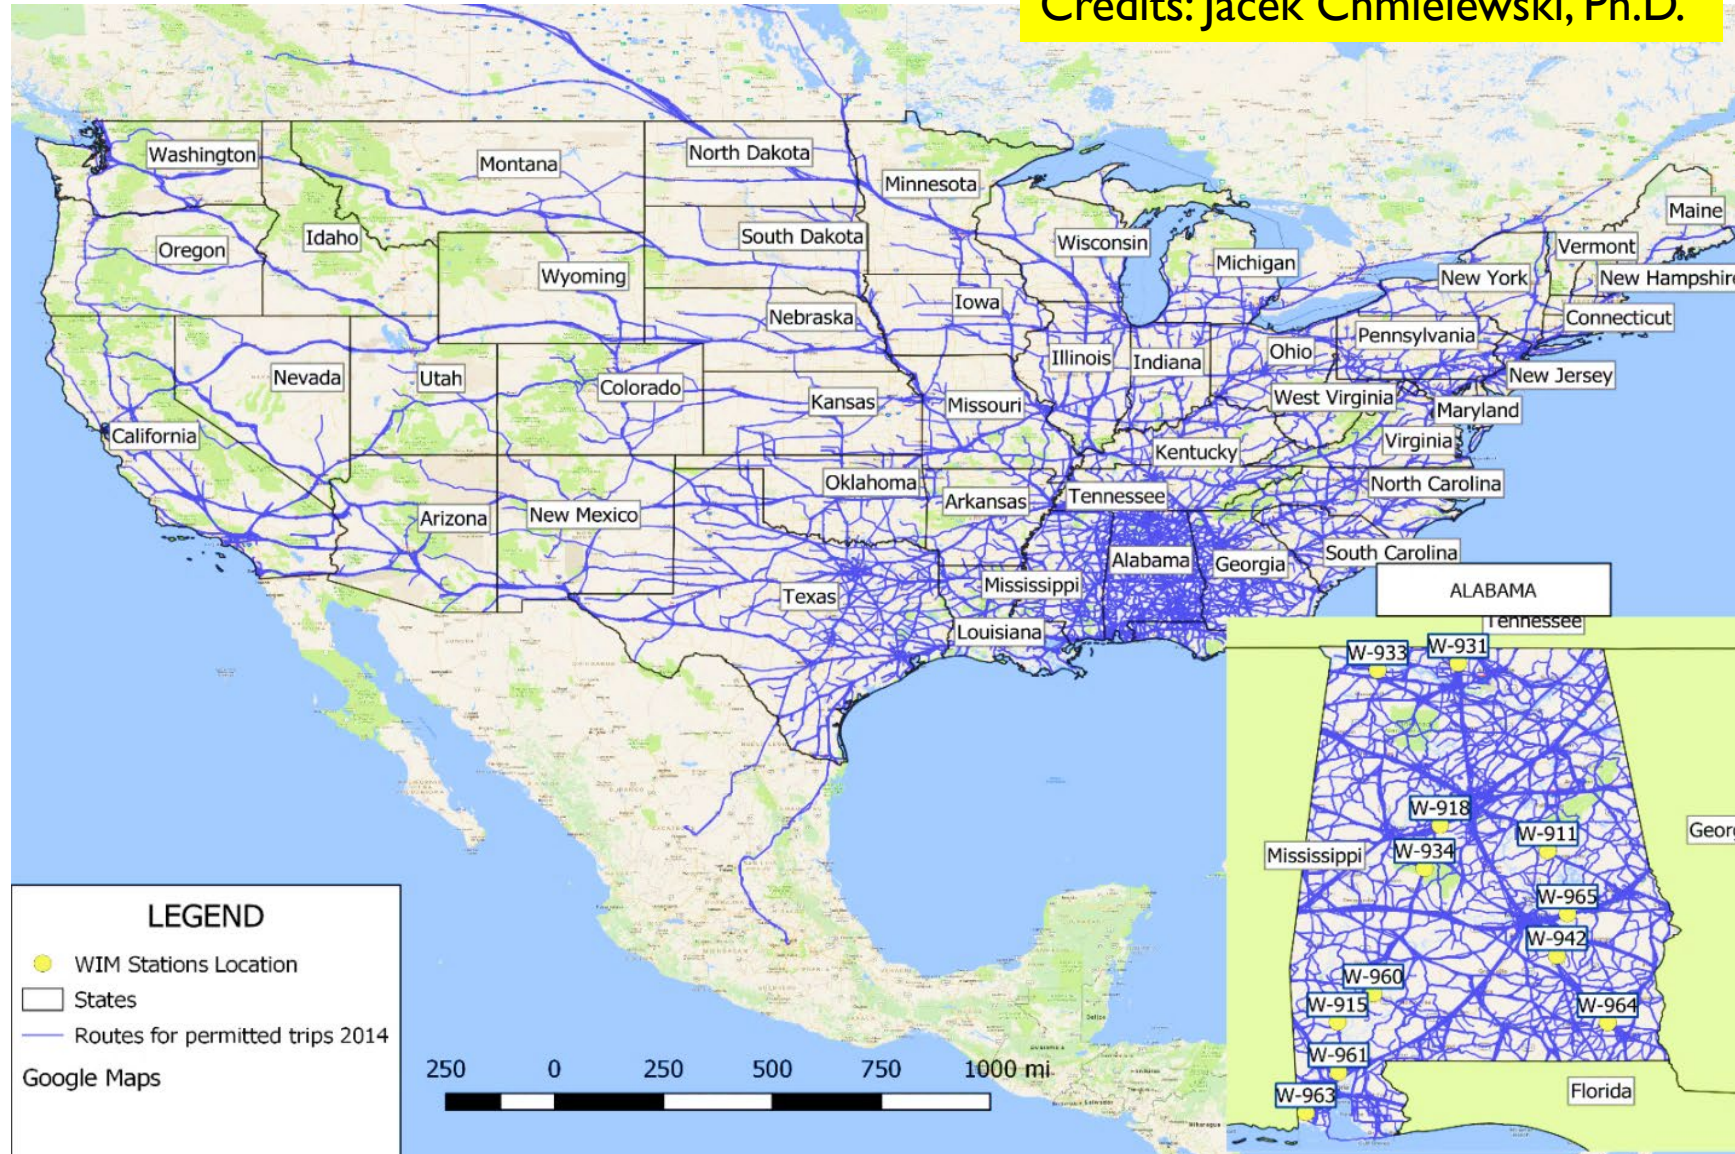 Credits: Jacek Chmielewski, Ph.D.
Washington
Montana
North Dakota
Minnesota
Maine
Oregon
Idaho
South Dakota
Wisconsin
Michigan
Vermont
Wyoming
New York
New Hampshire
Iowa
Nebraska
Connecticut
Pennsylvania
Nevada
Utah
Colorado
Illinois
Indiana
Ohio
New Jersey
Kansas
Missouri
West Virginia
Maryland
California
Virginia
Kentucky
Oklahoma
Arkansas
Tennessee
North Carolina
Arizona
New Mexico
Alabama
Georgia
South Carolina
Texas
Mississippi
Louisiana
ALABAMA
Tennessee
W-933
W-931
W-918
W-911
W-934
Mississippi
Geor
W-965
W-942
W-960
W-915
W-964
W-961
W-963
Florida
LEGEND
WIM Stations Location
States
Routes for permitted trips 2014
Google Maps
250 0 250 500 750 1000 mi